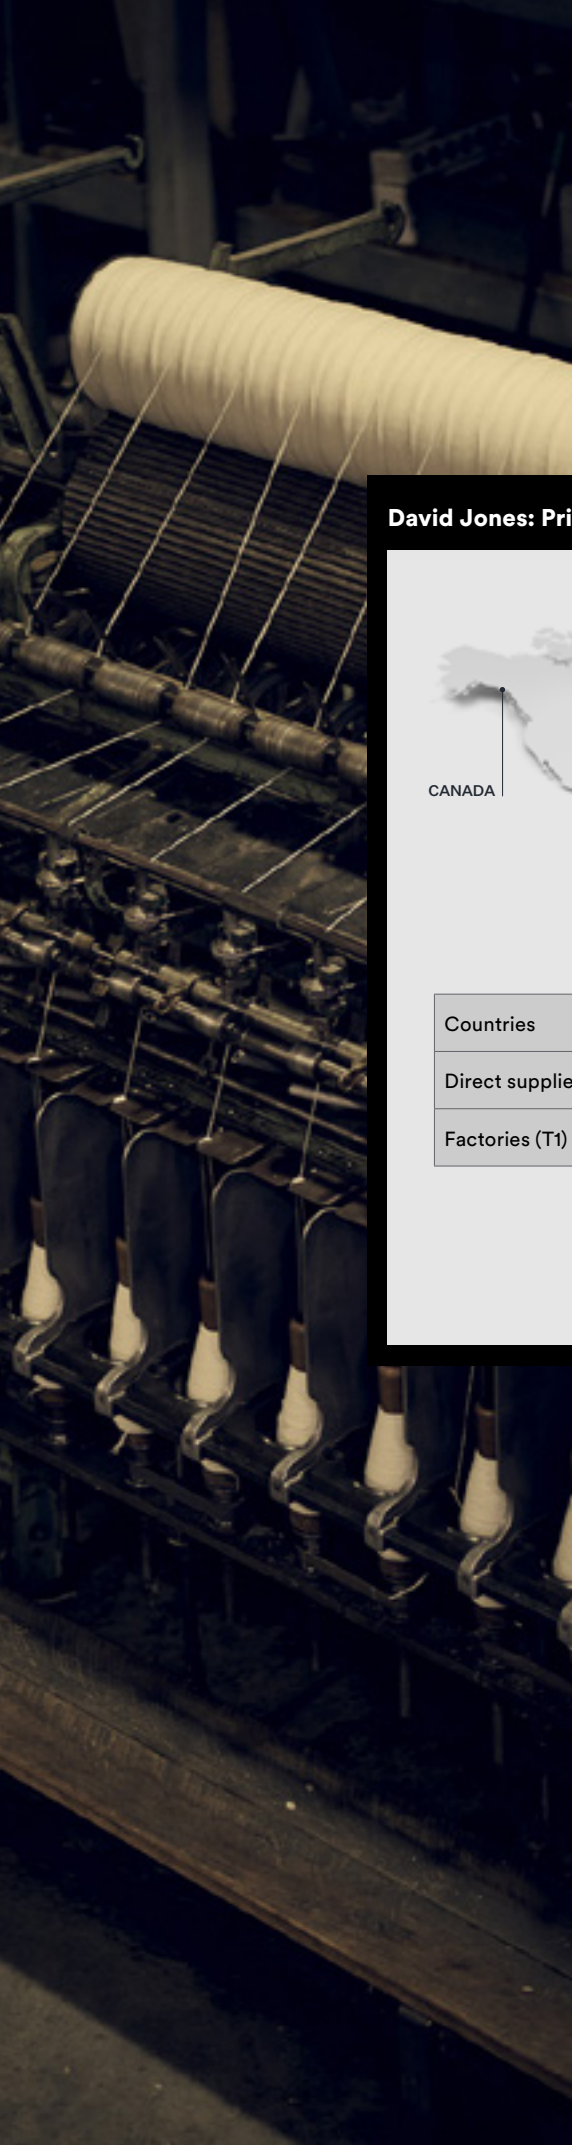 David Jones: Pri
CANADA
Countries
Direct supplie
Factories (T1)